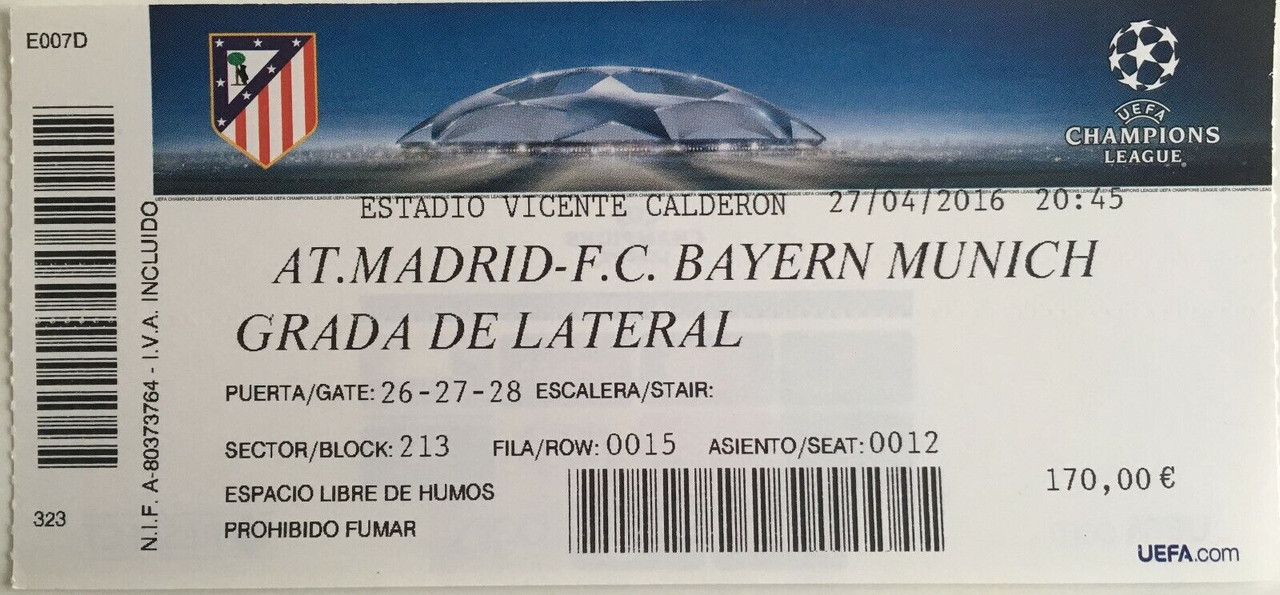 E007D
323
N.I.F. A-80373764 - I.V.A. INCLUIDO
UEFA
CHAMPIONS
LEAGUE
ESTADIO VICENTE CALDERON 27/04/2016 20:45
AT.MADRID-F.C. BAYERN MUNICH
GRADA DE LATERAL
PUERTA/GATE: 26-27-28 ESCALERA/STAIR:
SECTOR/BLOCK: 213 FILA/ROW: 0015 ASIENTO/SEAT: 0012
170,00 €
ESPACIO LIBRE DE HUMOS
PROHIBIDO FUMAR
UEFA.com